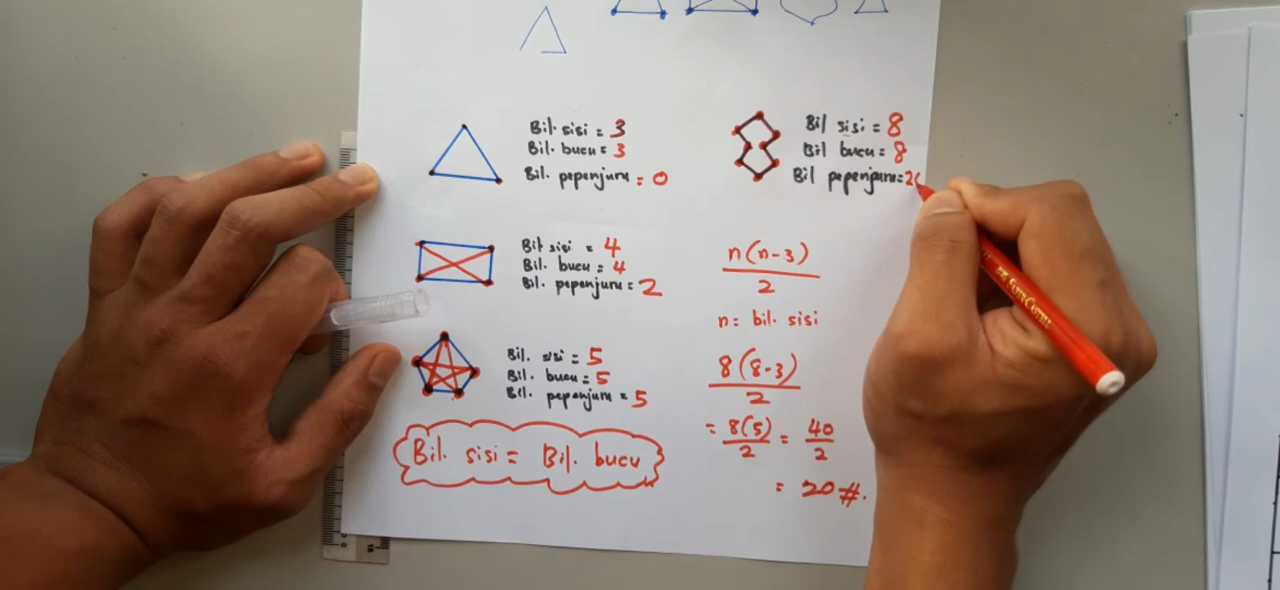 Bil. sisi = 3
Bil. bucu = 3
Bil. pepenjuru = 0
Bil sisi = 8
Bil bucu = 8
Bil pepenjuru = 20
Bil sisi = 4
Bil. bucu = 4
Bil. pepenjuru = 2
n(n-3)
2
n = bil. sisi
Bil. sisi = 5
Bil. bucu = 5
Bil. pepenjuru = 5
8(8-3)
2
= 8(5)/2 = 40/2
= 20 #.
Bil. sisi = Bil. bucu